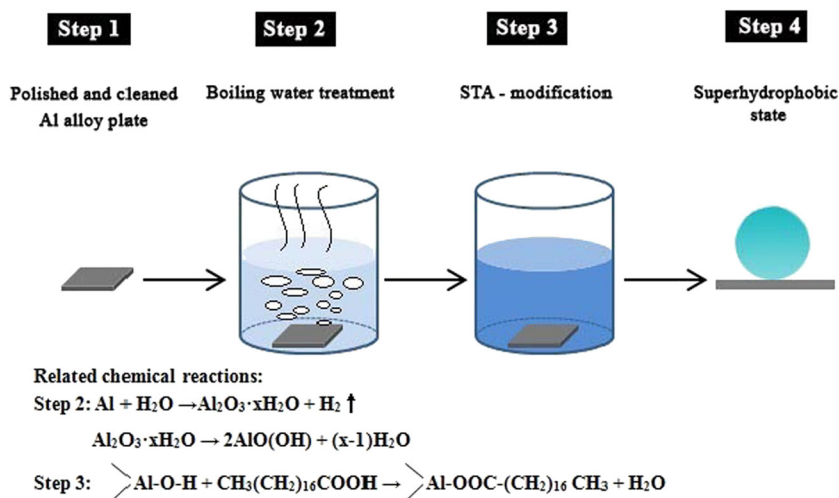 Step 1
Step 2
Step 3
Step 4
Polished and cleaned
Al alloy plate
Boiling water treatment
STA - modification
Superhydrophobic
state
Related chemical reactions:
Step 2: Al + H₂O →Al₂O₃·xH₂O + H₂ ↑
Al₂O₃·xH₂O → 2AlO(OH) + (x-1)H₂O
Step 3: >Al-O-H + CH₃(CH₂)₁₆COOH → >Al-OOC-(CH₂)₁₆ CH₃ + H₂O